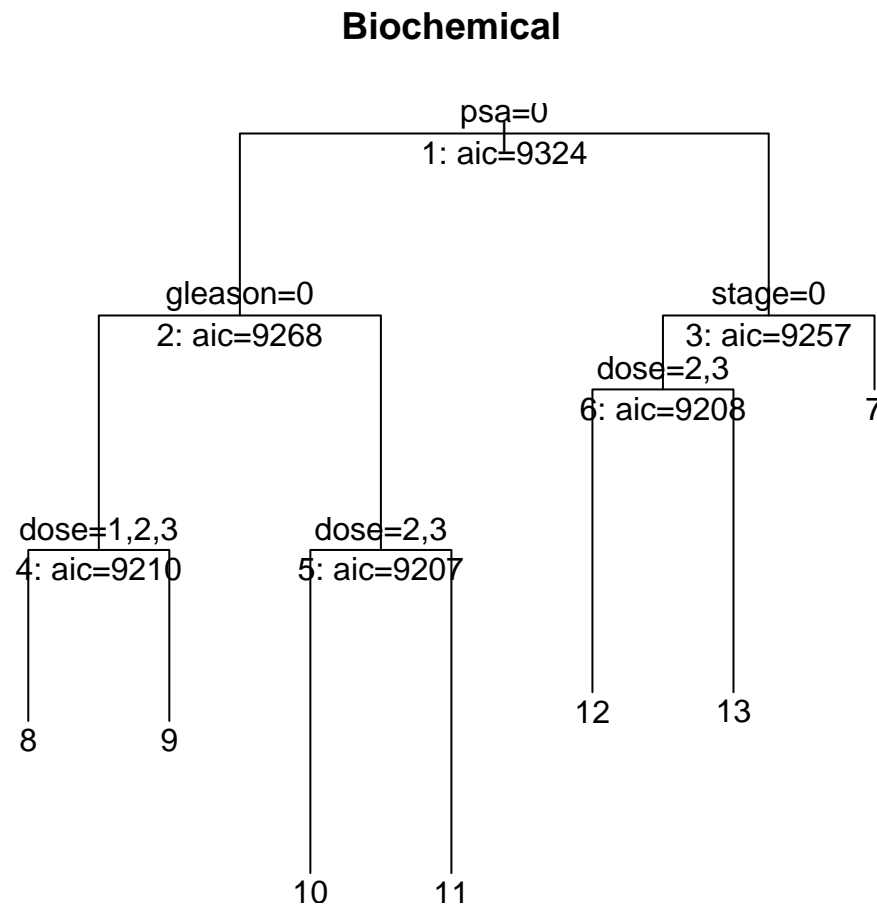 Biochemical
psa=0
1: aic=9324
gleason=0
stage=0
2: aic=9268
3: aic=9257
dose=2,3
6: aic=9208
7
dose=1,2,3
dose=2,3
4: aic=9210
5: aic=9207
12
13
8
9
10
11